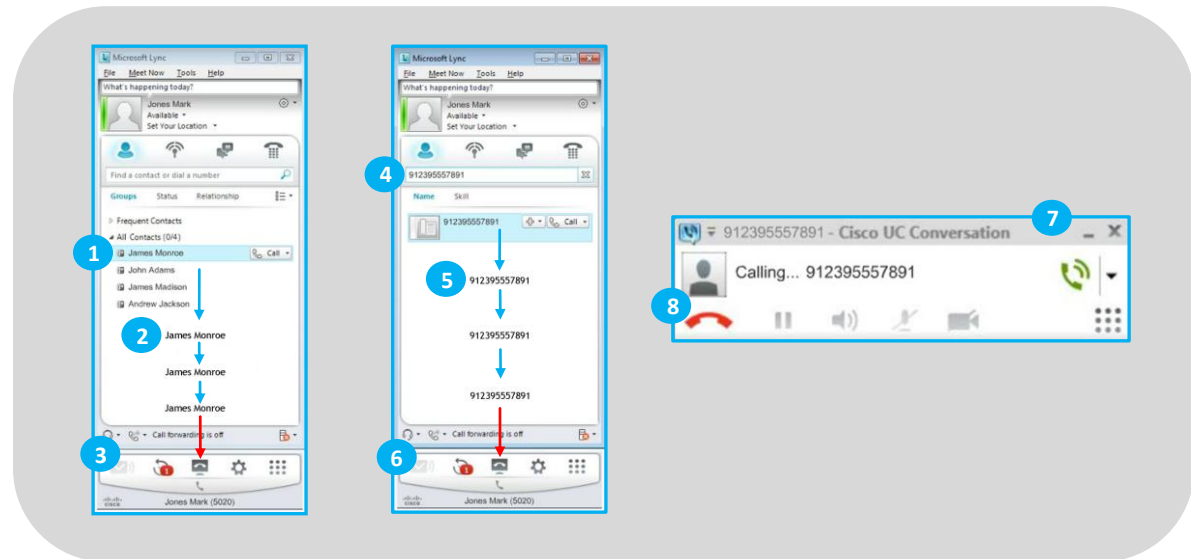 Microsoft Lync
File Meet Now Tools Help
What's happening today?
Jones Mark
Available
Set Your Location
Find a contact or dial a number
Groups Status Relationship
Frequent Contacts
All Contacts (0/4)
1
James Monroe Call
John Adams
James Madison
Andrew Jackson
2 James Monroe
James Monroe
James Monroe
Call forwarding is off
3
1
cisco Jones Mark (5020)
Microsoft Lync
File Meet Now Tools Help
What's happening today?
Jones Mark
Available
Set Your Location
4 912395557891
Name Skill
912395557891 Call
5 912395557891
912395557891
912395557891
Call forwarding is off
6
1
cisco Jones Mark (5020)
7
912395557891 - Cisco UC Conversation
Calling... 912395557891
8